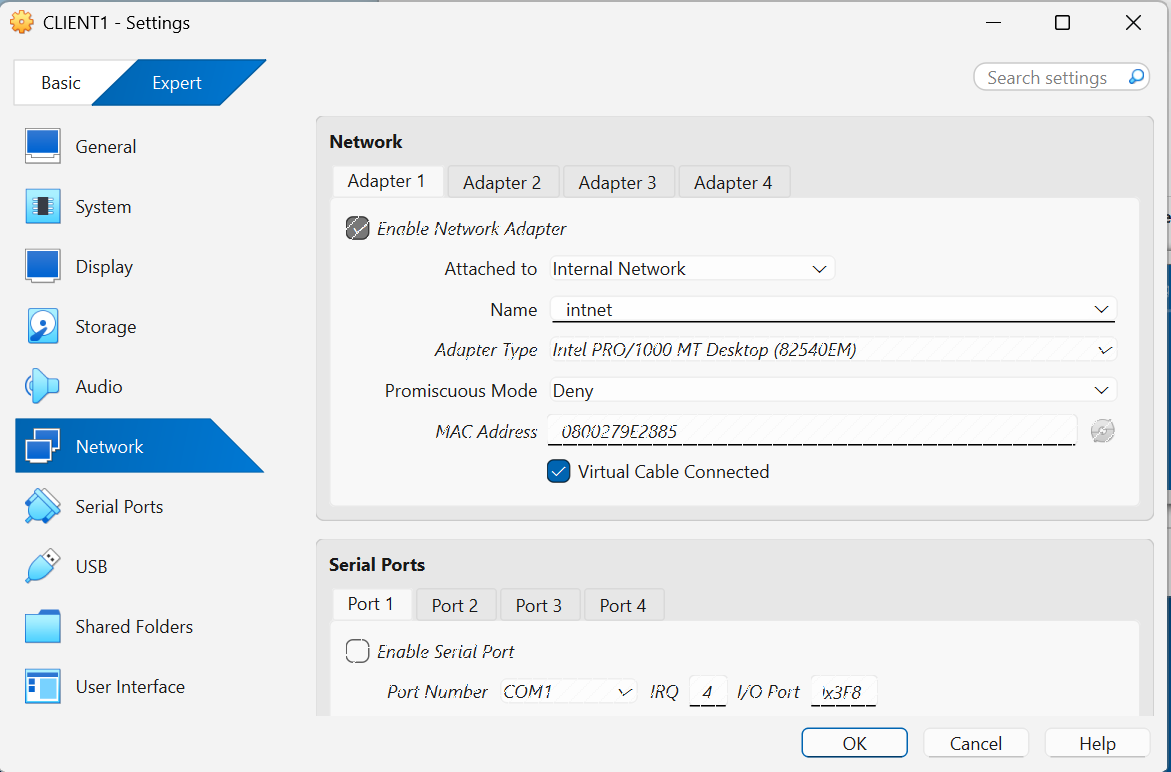 CLIENT1 - Settings
Basic
Expert
Search settings
General
System
Display
Storage
Audio
Network
Serial Ports
USB
Shared Folders
User Interface
Network
Adapter 1 Adapter 2 Adapter 3 Adapter 4
Enable Network Adapter
Attached to Internal Network
Name intnet
Adapter Type Intel PRO/1000 MT Desktop (82540EM)
Promiscuous Mode Deny
MAC Address 0800279E2885
Virtual Cable Connected
Serial Ports
Port 1 Port 2 Port 3 Port 4
Enable Serial Port
Port Number COM1 IRQ 4 I/O Port 0x3F8
OK Cancel Help